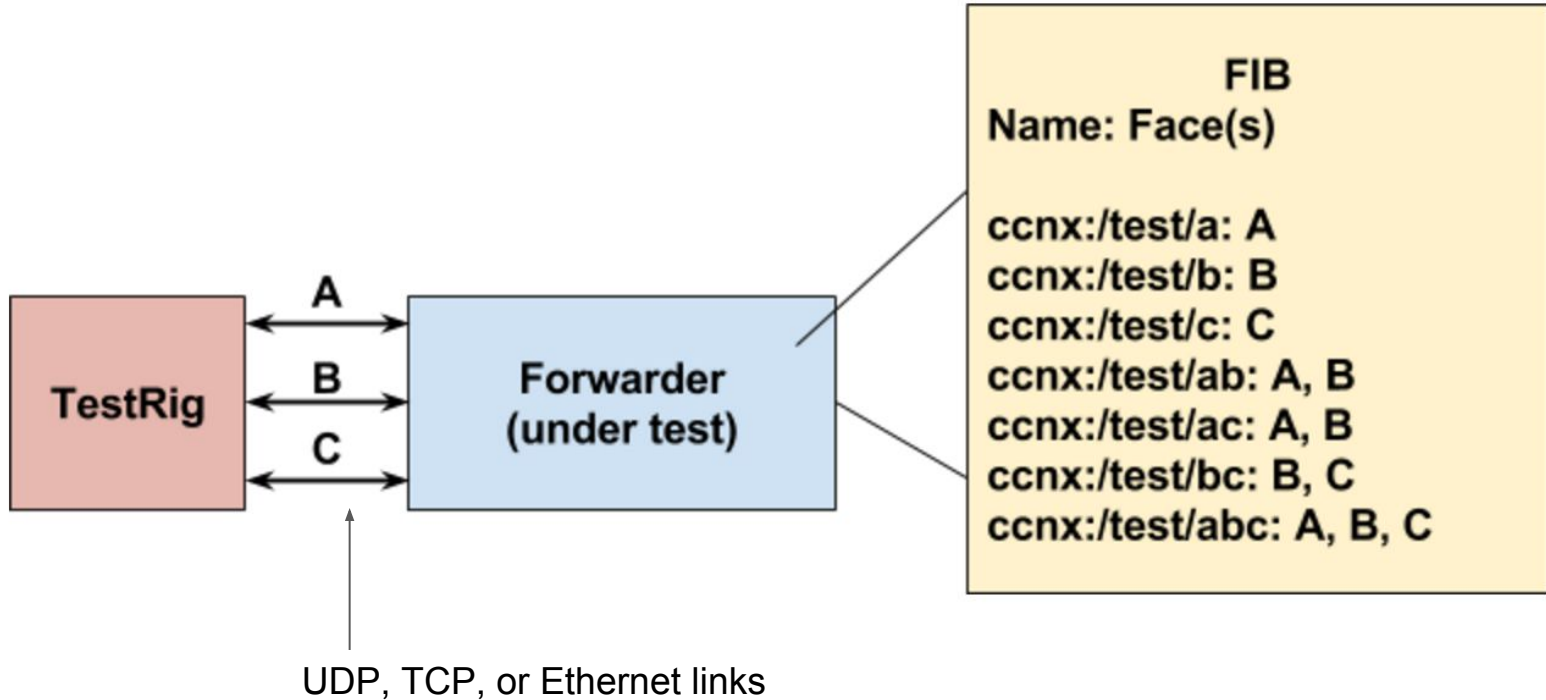 FIB
Name: Face(s)
ccnx:/test/a: A
ccnx:/test/b: B
ccnx:/test/c: C
ccnx:/test/ab: A, B
ccnx:/test/ac: A, B
ccnx:/test/bc: B, C
ccnx:/test/abc: A, B, C
A
B
C
TestRig
Forwarder
(under test)
UDP, TCP, or Ethernet links